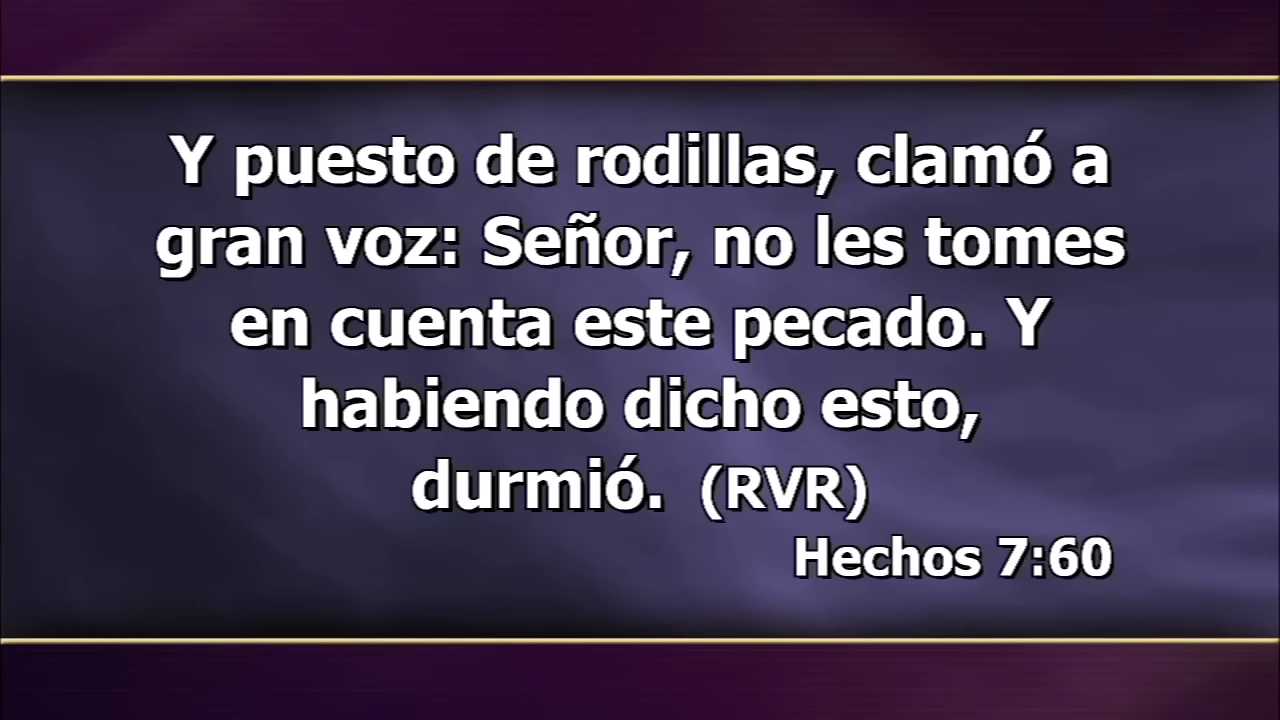 Y puesto de rodillas, clamó a
gran voz: Señor, no les tomes
en cuenta este pecado. Y
habiendo dicho esto,
durmió. (RVR)
Hechos 7:60